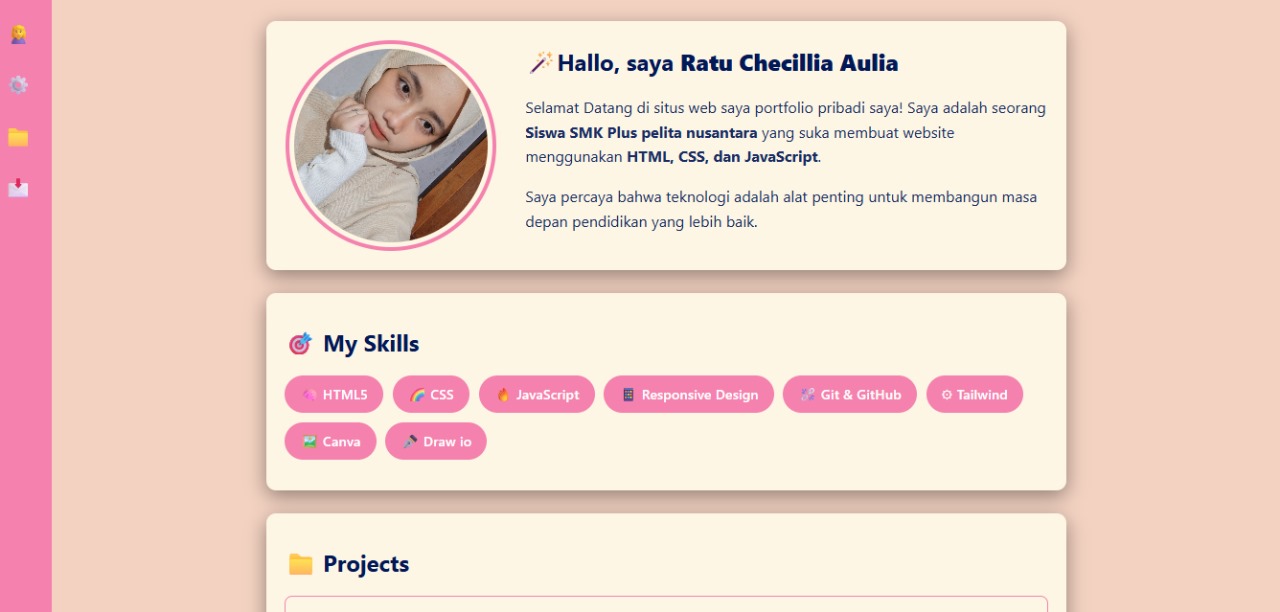 Hallo, saya Ratu Checillia Aulia
Selamat Datang di situs web saya portfolio pribadi saya! Saya adalah seorang
Siswa SMK Plus pelita nusantara yang suka membuat website
menggunakan HTML, CSS, dan JavaScript.
Saya percaya bahwa teknologi adalah alat penting untuk membangun masa
depan pendidikan yang lebih baik.
My Skills
HTML5 CSS JavaScript Responsive Design Git & GitHub Tailwind
Canva Draw io
Projects